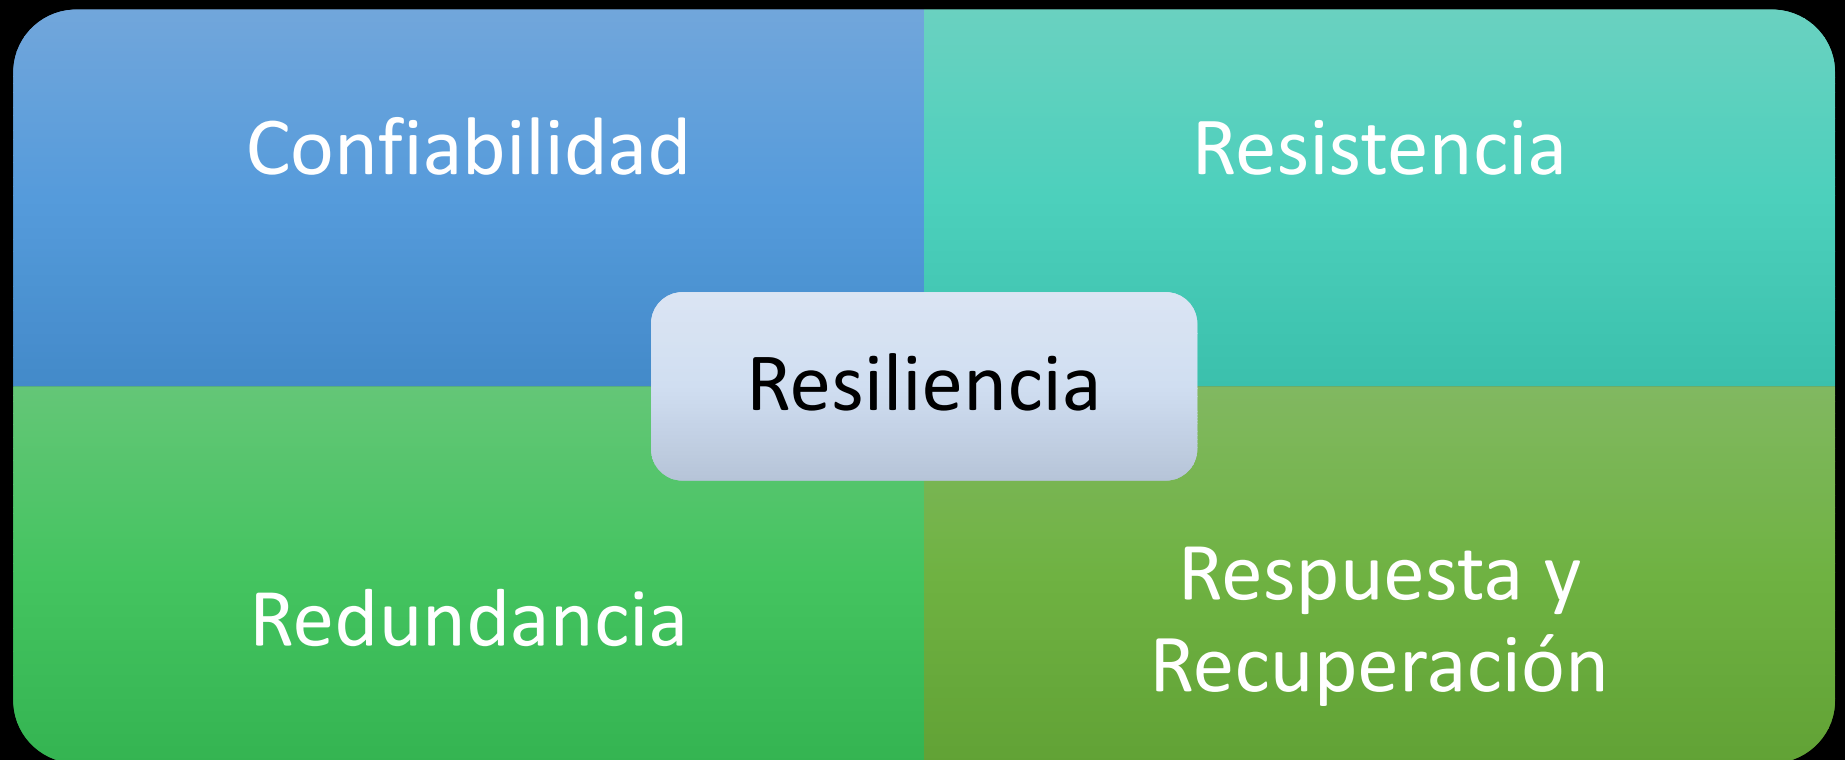 Confiabilidad
Resistencia
Resiliencia
Redundancia
Respuesta y
Recuperación